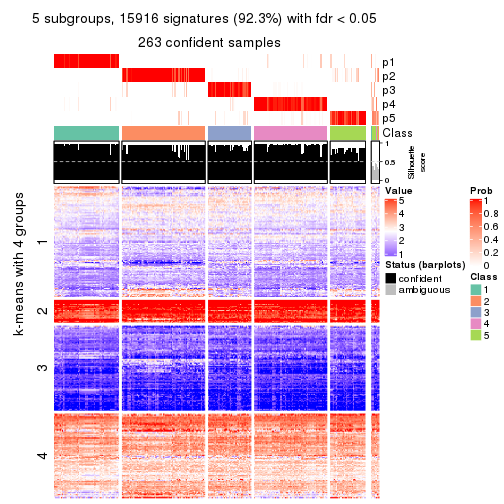 5 subgroups, 15916 signatures (92.3%) with fdr < 0.05
263 confident samples
p1
p2
p3
p4
p5
Class
1
0.5
0
Silhouette
score
k-means with 4 groups
1
2
3
4
Value
5
4
3
2
1
Status (barplots)
confident
ambiguous
Prob
1
0.8
0.6
0.4
0.2
0
Class
1
2
3
4
5